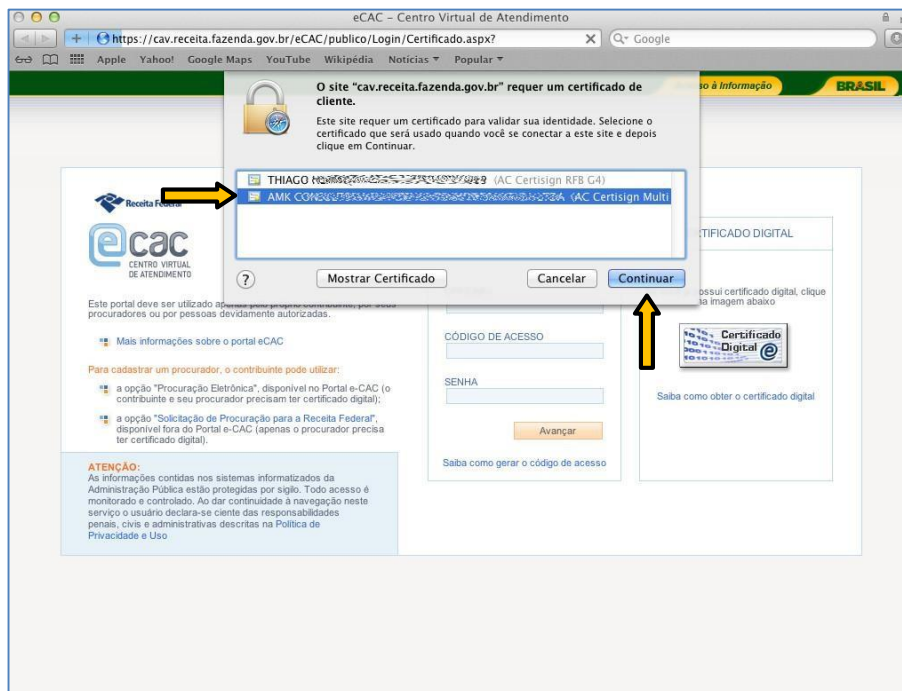 eCAC – Centro Virtual de Atendimento
https://cav.receita.fazenda.gov.br/eCAC/publico/Login/Certificado.aspx?
Google
Apple Yahoo! Google Maps YouTube Wikipédia Notícias Popular
à Informação
BRASIL
O site "cav.receita.fazenda.gov.br" requer um certificado de
cliente.
Este site requer um certificado para validar sua identidade. Selecione o
certificado que será usado quando você se conectar a este site e depois
clique em Continuar.
THIAGO (AC Certisign RFB G4)
AMK (AC Certisign Multi
? Mostrar Certificado Cancelar Continuar
Receita
ecac
CENTRO VIRTUAL
DE ATENDIMENTO
Este portal deve ser utilizado apenas pelo próprio contribuinte, por seus
procuradores ou por pessoas devidamente autorizadas.
Mais informações sobre o portal eCAC
Para cadastrar um procurador, o contribuinte pode utilizar:
a opção "Procuração Eletrônica", disponível no Portal e-CAC (o
contribuinte e seu procurador precisam ter certificado digital);
a opção "Solicitação de Procuração para a Receita Federal",
disponível fora do Portal e-CAC (apenas o procurador precisa
ter certificado digital).
ATENÇÃO:
As informações contidas nos sistemas informatizados da
Administração Pública estão protegidas por sigilo. Todo acesso é
monitorado e controlado. Ao dar continuidade à navegação neste
serviço o usuário declara-se ciente das responsabilidades
penais, civis e administrativas descritas na Política de
Privacidade e Uso
CÓDIGO DE ACESSO
SENHA
Avançar
Saiba como gerar o código de acesso
DIGITAL
certificado digital, clique
imagem abaixo
Certificado
Digital e
Saiba como obter o certificado digital